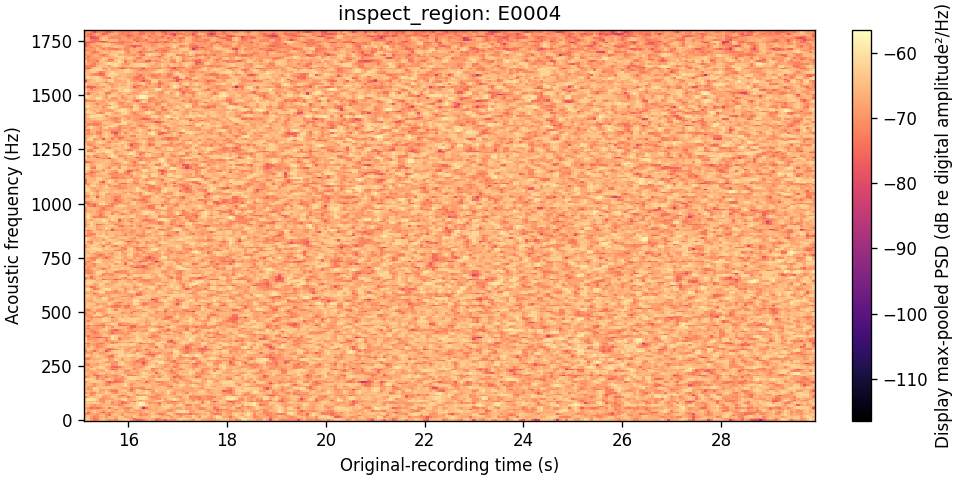 inspect_region: E0004
1750
1500
1250
1000
750
500
250
0
16 18 20 22 24 26 28
Acoustic frequency (Hz)
Original-recording time (s)
−60
−70
−80
−90
−100
−110
Display max-pooled PSD (dB re digital amplitude²/Hz)